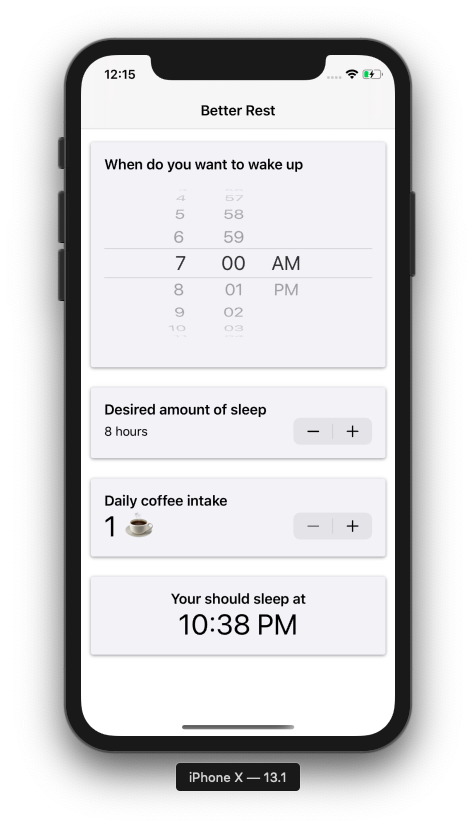 12:15
Better Rest
When do you want to wake up
4 57
5 58
6 59
7 00 AM
8 01 PM
9 02
10 03
Desired amount of sleep
8 hours
− +
Daily coffee intake
1 ☕
− +
Your should sleep at
10:38 PM
iPhone X — 13.1